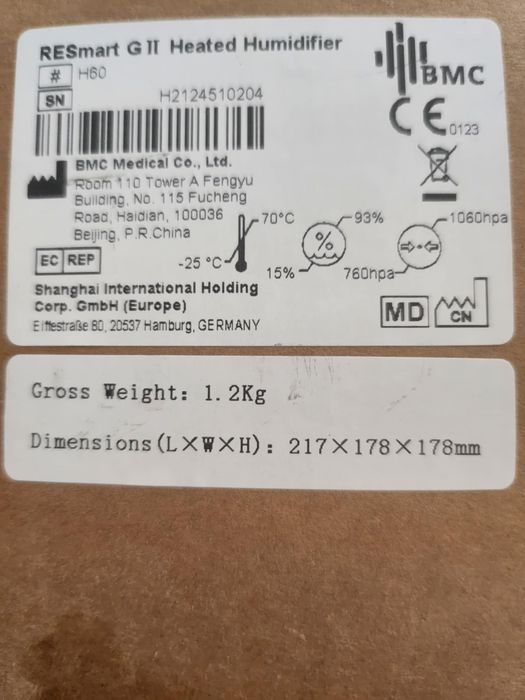 RESmart GII Heated Humidifier
# H60
BMC
SN H2124510204
CE 0123
BMC Medical Co., Ltd.
Room 110 Tower A Fengyu
Building, No. 115 Fucheng
Road, Haidian, 100036
Beijing, P.R.China
-25 °C 70°C
15% % 93%
760hpa 1060hpa
EC REP
Shanghai International Holding
Corp. GmbH (Europe)
Eiffestraße 80, 20537 Hamburg, GERMANY
MD CN
Gross Weight: 1.2Kg
Dimensions(L×W×H): 217×178×178mm